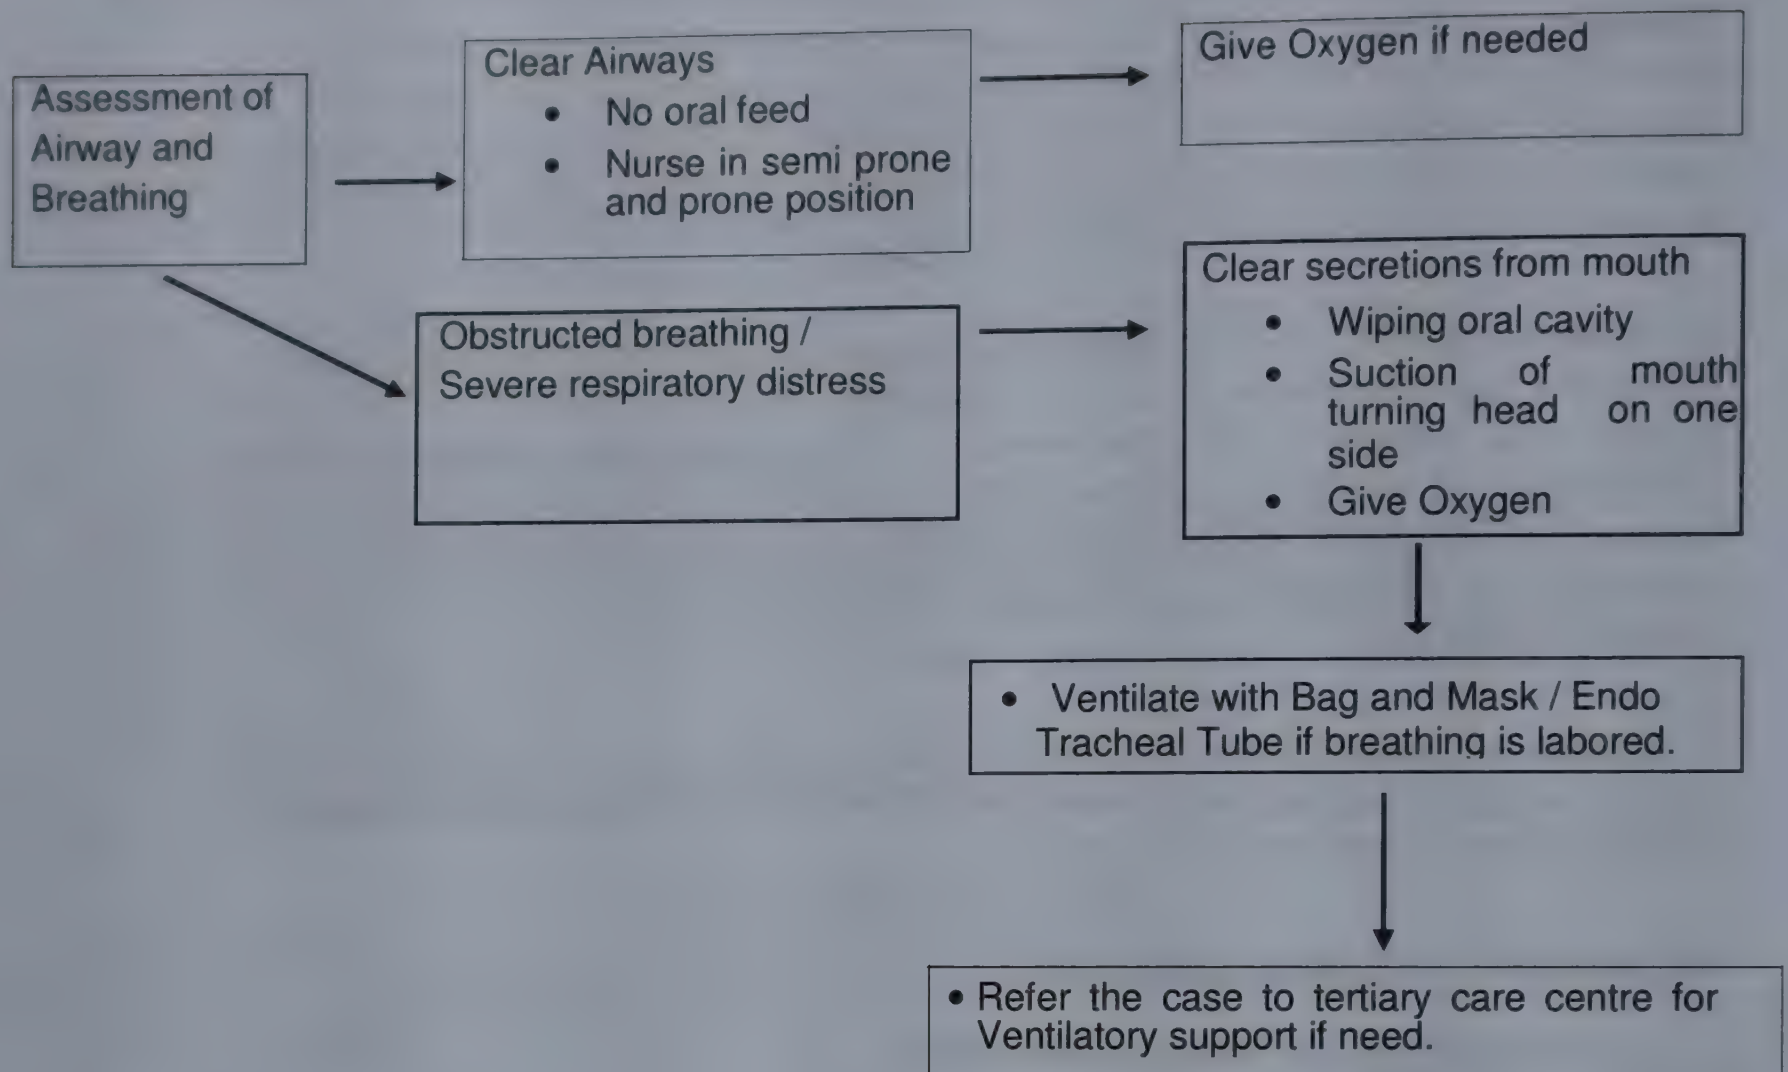 Assessment of
Airway and
Breathing
Clear Airways
• No oral feed
• Nurse in semi prone
and prone position
Give Oxygen if needed
Obstructed breathing /
Severe respiratory distress
Clear secretions from mouth
• Wiping oral cavity
• Suction of mouth
turning head on one
side
• Give Oxygen
• Ventilate with Bag and Mask / Endo
Tracheal Tube if breathing is labored.
• Refer the case to tertiary care centre for
Ventilatory support if need.